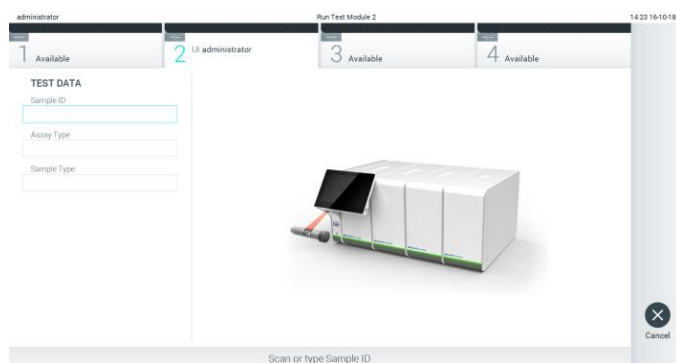 administrator Run Test Module 2 14:23 16-10-18
--:-- --:-- --:-- --:--
1 Available 2 UI administrator 3 Available 4 Available
TEST DATA
Sample ID
Assay Type
Sample Type
Cancel
Scan or type Sample ID